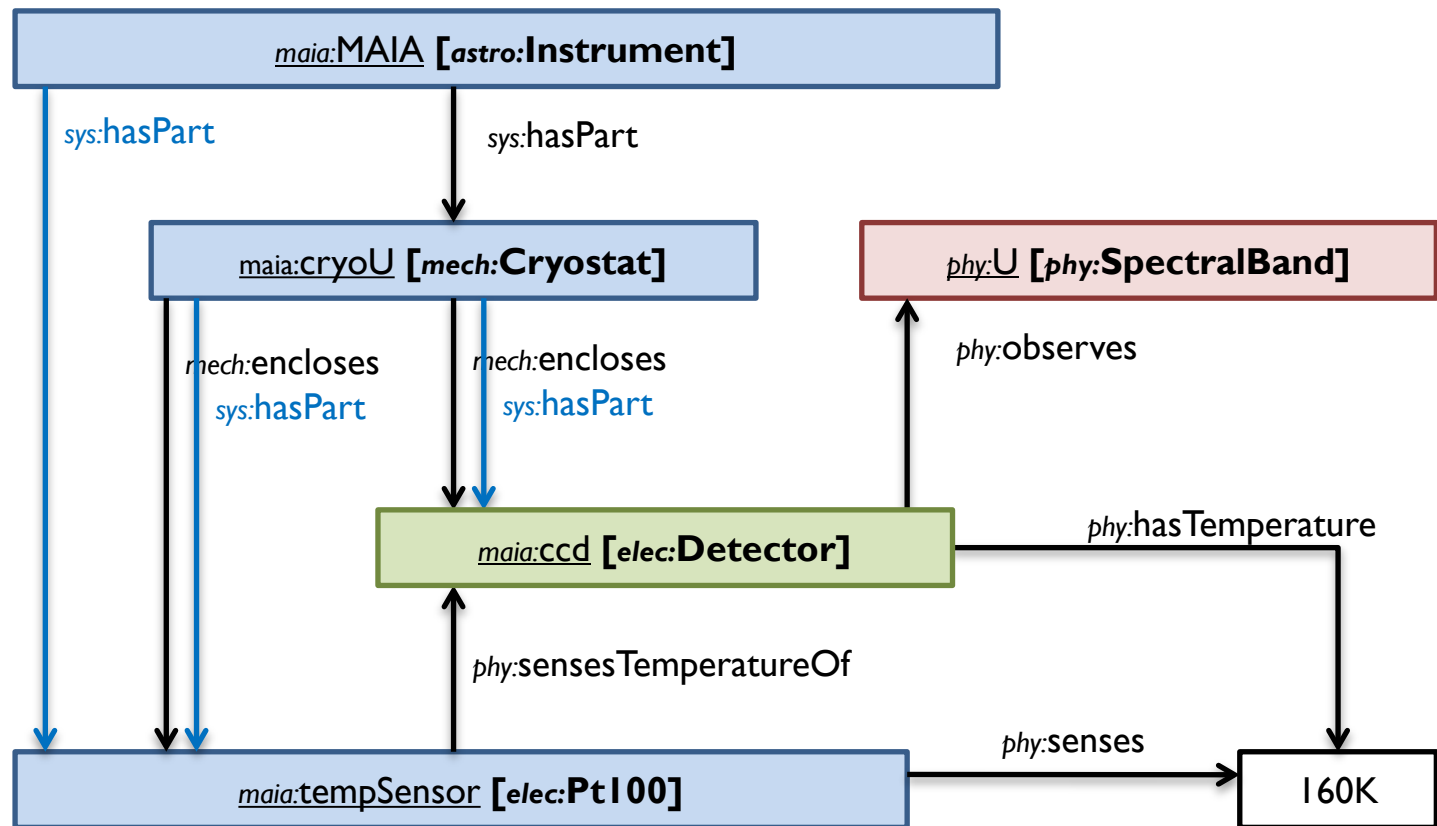 maia:MAIA [astro:Instrument]
sys:hasPart
sys:hasPart
maia:cryoU [mech:Cryostat]
phy:U [phy:SpectralBand]
mech:encloses
sys:hasPart
mech:encloses
sys:hasPart
phy:observes
maia:ccd [elec:Detector]
phy:hasTemperature
phy:sensesTemperatureOf
maia:tempSensor [elec:Pt100]
phy:senses
160K